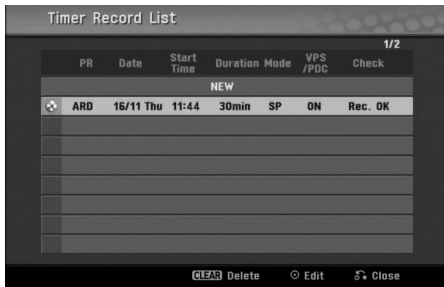 Timer Record List
1/2
PR Date Start Time Duration Mode VPS /PDC Check
NEW
ARD 16/11 Thu 11:44 30min SP ON Rec. OK
CLEAR Delete Edit Close